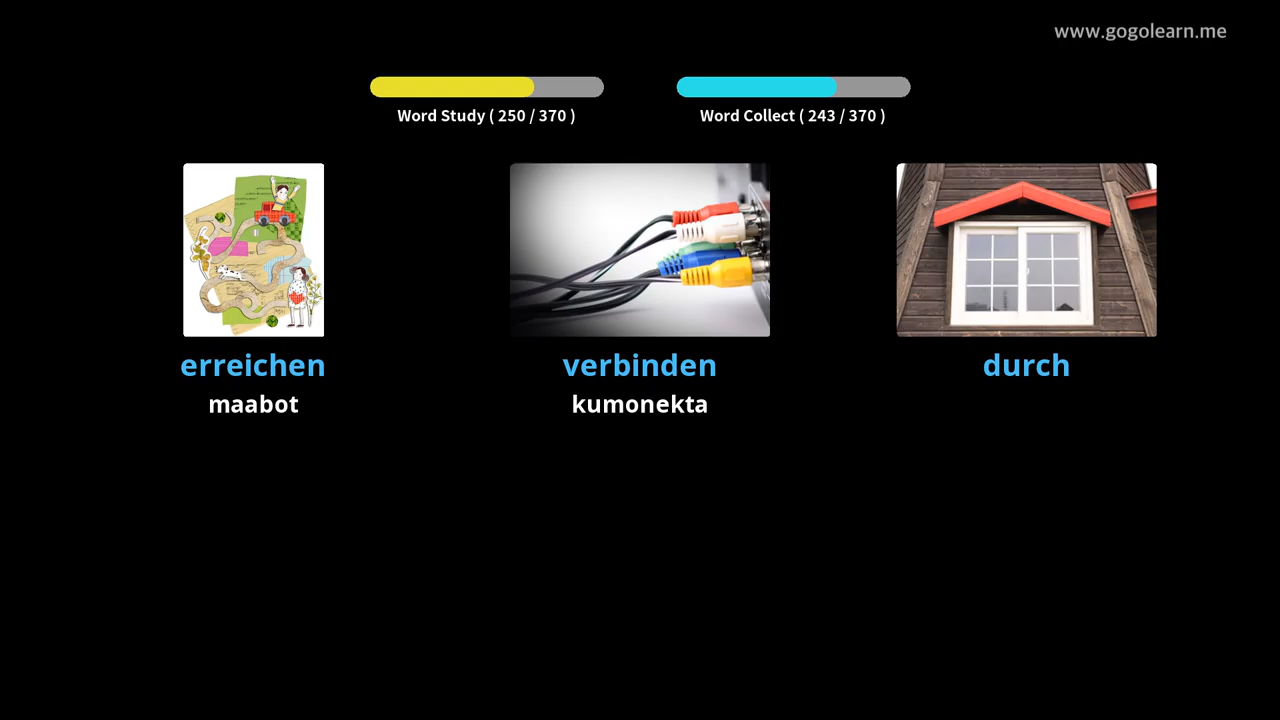 www.gogolearn.me
Word Study ( 250 / 370 )
Word Collect ( 243 / 370 )
erreichen
maabot
verbinden
kumonekta
durch